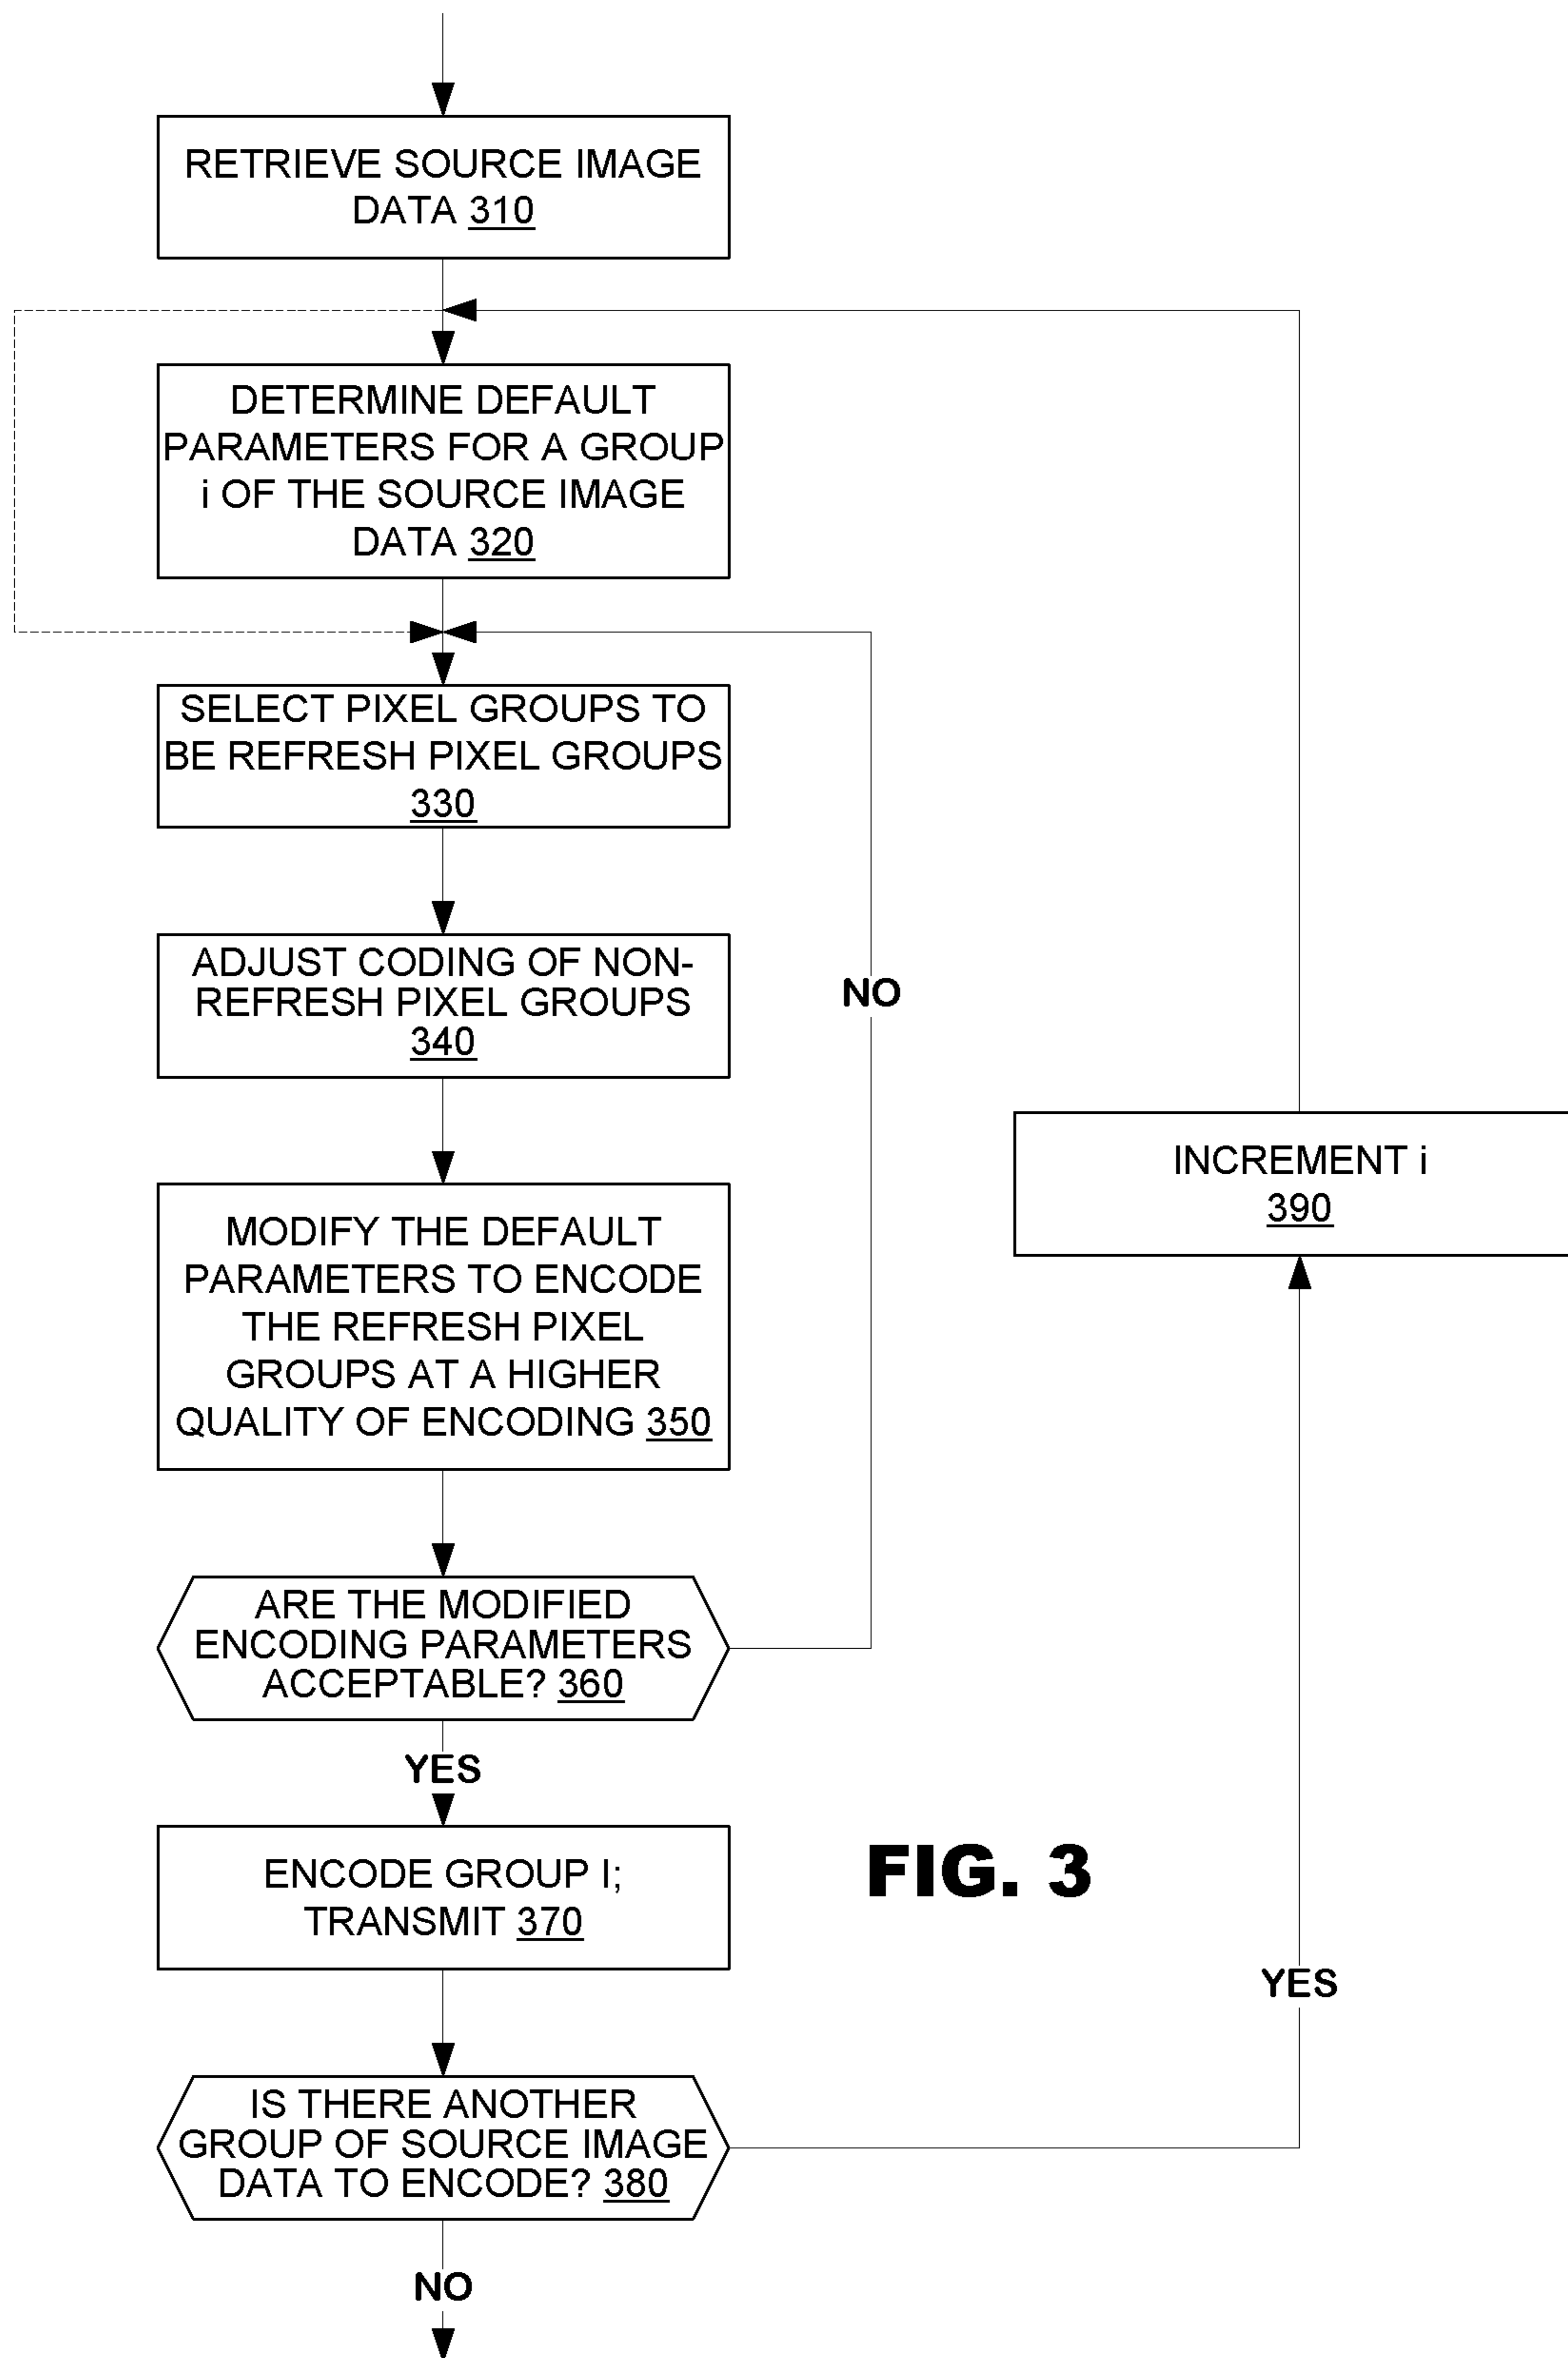 RETRIEVE SOURCE IMAGE
DATA 310
DETERMINE DEFAULT
PARAMETERS FOR A GROUP
i OF THE SOURCE IMAGE
DATA 320
SELECT PIXEL GROUPS TO
BE REFRESH PIXEL GROUPS
330
ADJUST CODING OF NON-
REFRESH PIXEL GROUPS
340
NO
MODIFY THE DEFAULT
PARAMETERS TO ENCODE
THE REFRESH PIXEL
GROUPS AT A HIGHER
QUALITY OF ENCODING 350
INCREMENT i
390
ARE THE MODIFIED
ENCODING PARAMETERS
ACCEPTABLE? 360
YES
ENCODE GROUP I;
TRANSMIT 370
FIG. 3
YES
IS THERE ANOTHER
GROUP OF SOURCE IMAGE
DATA TO ENCODE? 380
NO